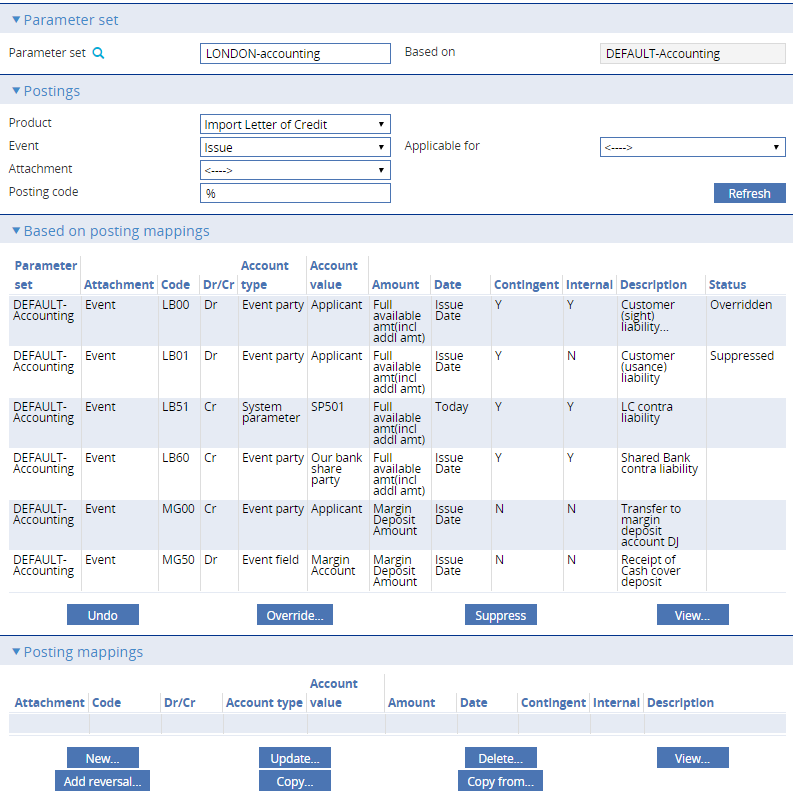 Parameter set
Parameter set LONDON-accounting Based on DEFAULT-Accounting
Postings
Product Import Letter of Credit
Event Issue Applicable for <---->
Attachment <---->
Posting code % Refresh
Based on posting mappings
Parameter Account Account
set Attachment Code Dr/Cr type value Amount Date Contingent Internal Description Status
DEFAULT- Event LB00 Dr Event party Applicant Full Issue Y Y Customer Overridden
Accounting available Date (sight)
amt(incl liability...
addl amt)
DEFAULT- Event LB01 Dr Event party Applicant Full Issue Y N Customer Suppressed
Accounting available Date (usance)
amt(incl liability
addl amt)
DEFAULT- Event LB51 Cr System SP501 Full Today Y Y LC contra
Accounting parameter available liability
amt(incl
addl amt)
DEFAULT- Event LB60 Cr Event party Our bank Full Issue Y Y Shared Bank
Accounting share available Date contra liability
party amt(incl
addl amt)
DEFAULT- Event MG00 Cr Event party Applicant Margin Issue N N Transfer to
Accounting Deposit Date margin
Amount deposit
account DJ
DEFAULT- Event MG50 Dr Event field Margin Margin Issue N N Receipt of
Accounting Account Deposit Date Cash cover
Amount deposit
Undo Override... Suppress View...
Posting mappings
Account
Attachment Code Dr/Cr Account type value Amount Date Contingent Internal Description
New... Update... Delete... View...
Add reversal... Copy... Copy from...